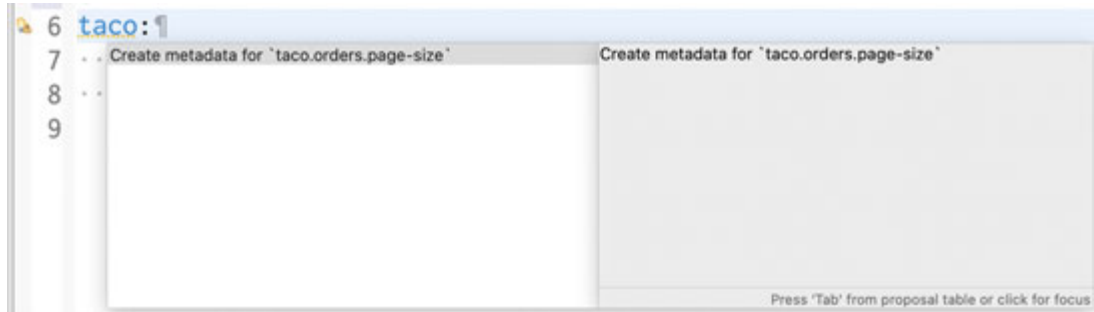 6 taco:¶
7 ·· Create metadata for `taco.orders.page-size` Create metadata for `taco.orders.page-size`
8 ··
9
Press 'Tab' from proposal table or click for focus